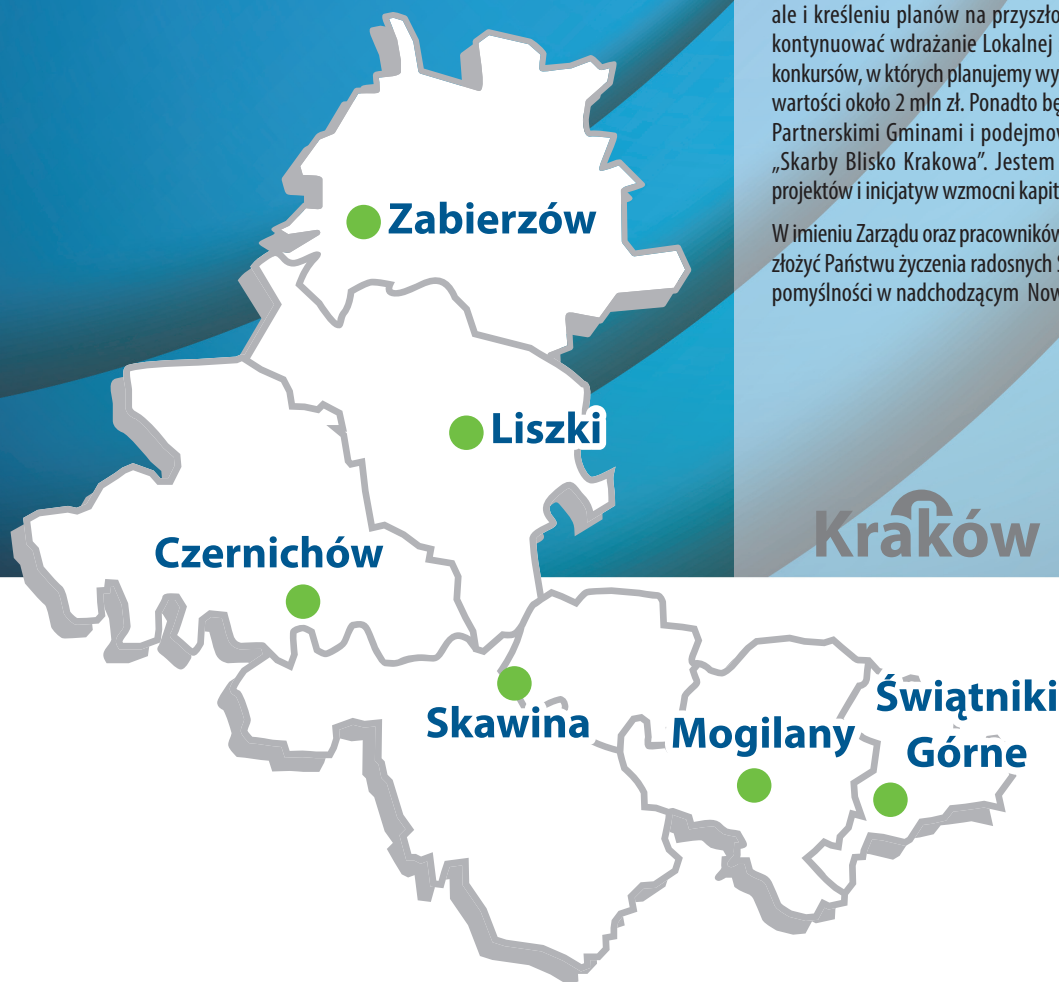 ale i kreśleniu planów na przyszło
kontynuować wdrażanie Lokalnej
konkursów, w których planujemy wy
wartości około 2 mln zł. Ponadto bę
Partnerskimi Gminami i podejmow
„Skarby Blisko Krakowa”. Jestem
projektów i inicjatyw wzmocni kapit
W imieniu Zarządu oraz pracowników
złożyć Państwu życzenia radosnych
pomyślności w nadchodzącym Now
Zabierzów
Liszki
Kraków
Czernichów
Skawina
Mogilany
Świątniki
Górne